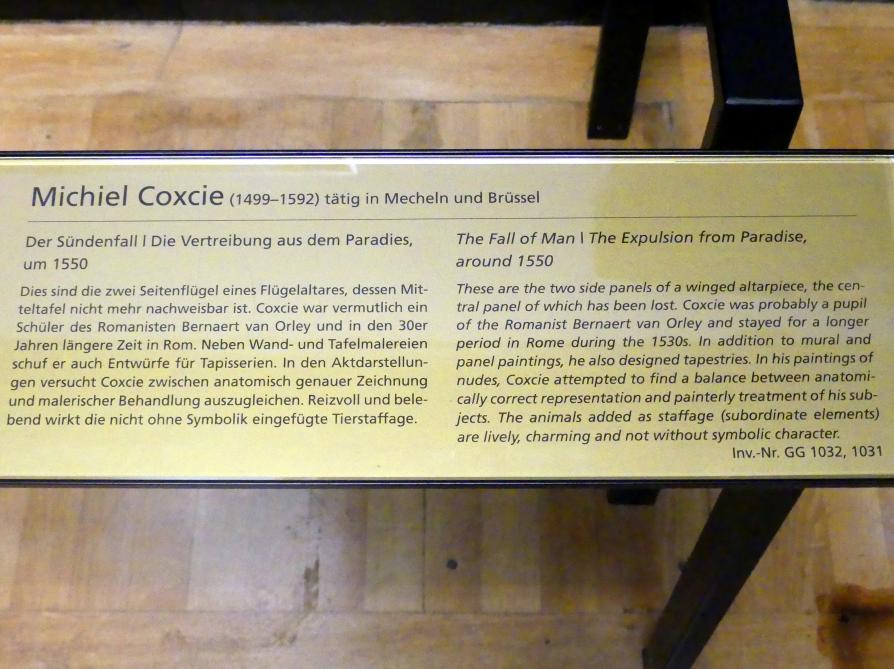 Michiel Coxcie (1499–1592) tätig in Mecheln und Brüssel
Der Sündenfall | Die Vertreibung aus dem Paradies,
um 1550
Dies sind die zwei Seitenflügel eines Flügelaltares, dessen Mit-
teltafel nicht mehr nachweisbar ist. Coxcie war vermutlich ein
Schüler des Romanisten Bernaert van Orley und in den 30er
Jahren längere Zeit in Rom. Neben Wand- und Tafelmalereien
schuf er auch Entwürfe für Tapisserien. In den Aktdarstellun-
gen versucht Coxcie zwischen anatomisch genauer Zeichnung
und malerischer Behandlung auszugleichen. Reizvoll und bele-
bend wirkt die nicht ohne Symbolik eingefügte Tierstaffage.
The Fall of Man | The Expulsion from Paradise,
around 1550
These are the two side panels of a winged altarpiece, the cen-
tral panel of which has been lost. Coxcie was probably a pupil
of the Romanist Bernaert van Orley and stayed for a longer
period in Rome during the 1530s. In addition to mural and
panel paintings, he also designed tapestries. In his paintings of
nudes, Coxcie attempted to find a balance between anatomi-
cally correct representation and painterly treatment of his sub-
jects. The animals added as staffage (subordinate elements)
are lively, charming and not without symbolic character.
Inv.-Nr. GG 1032, 1031